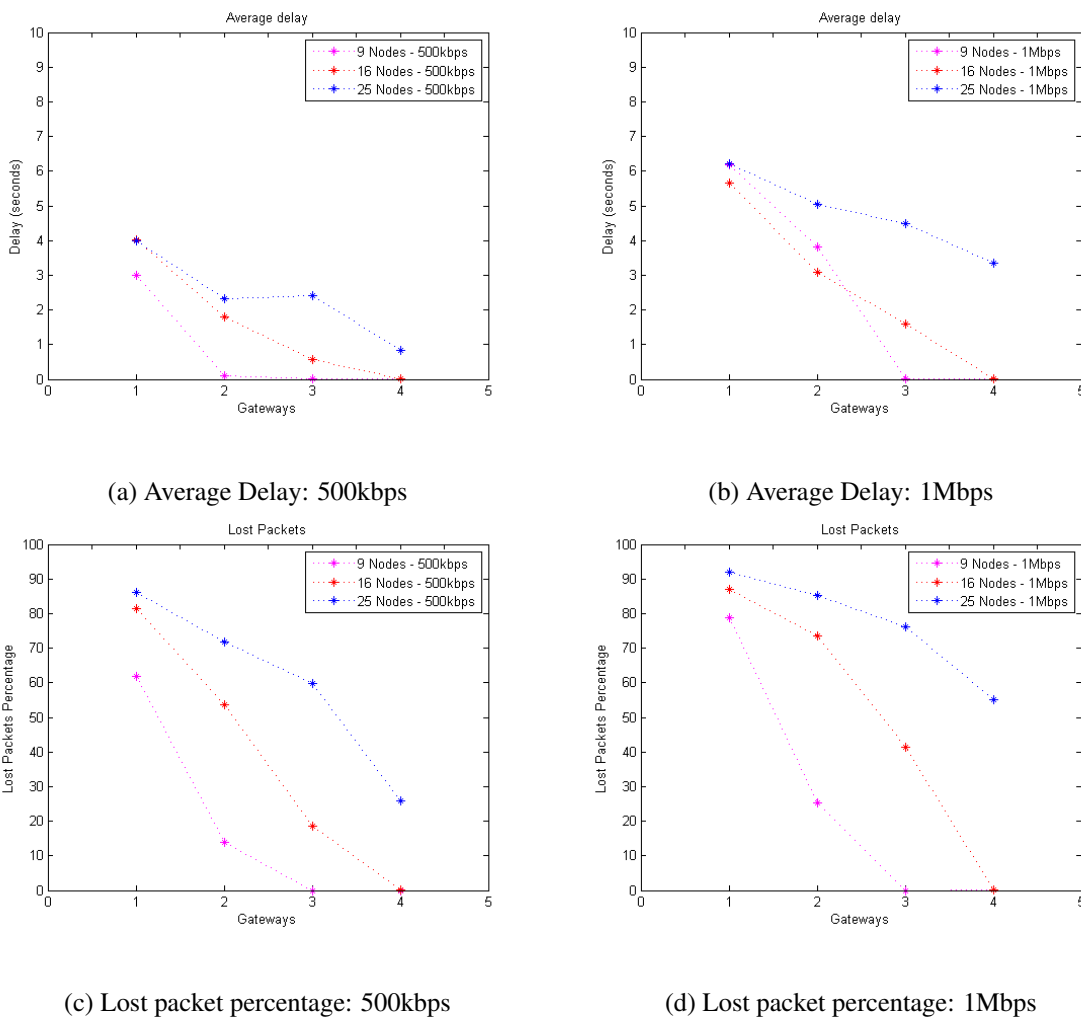 Average delay
10
9
8
7
6
5
4
3
2
1
0
0 1 2 3 4 5
Delay (seconds)
Gateways
9 Nodes - 500kbps
16 Nodes - 500kbps
25 Nodes - 500kbps
(a) Average Delay: 500kbps
Average delay
10
9
8
7
6
5
4
3
2
1
0
0 1 2 3 4 5
Delay (seconds)
Gateways
9 Nodes - 1Mbps
16 Nodes - 1Mbps
25 Nodes - 1Mbps
(b) Average Delay: 1Mbps
Lost Packets
100
90
80
70
60
50
40
30
20
10
0
0 1 2 3 4 5
Lost Packets Percentage
Gateways
9 Nodes - 500kbps
16 Nodes - 500kbps
25 Nodes - 500kbps
(c) Lost packet percentage: 500kbps
Lost Packets
100
90
80
70
60
50
40
30
20
10
0
0 1 2 3 4 5
Lost Packets Percentage
Gateways
9 Nodes - 1Mbps
16 Nodes - 1Mbps
25 Nodes - 1Mbps
(d) Lost packet percentage: 1Mbps